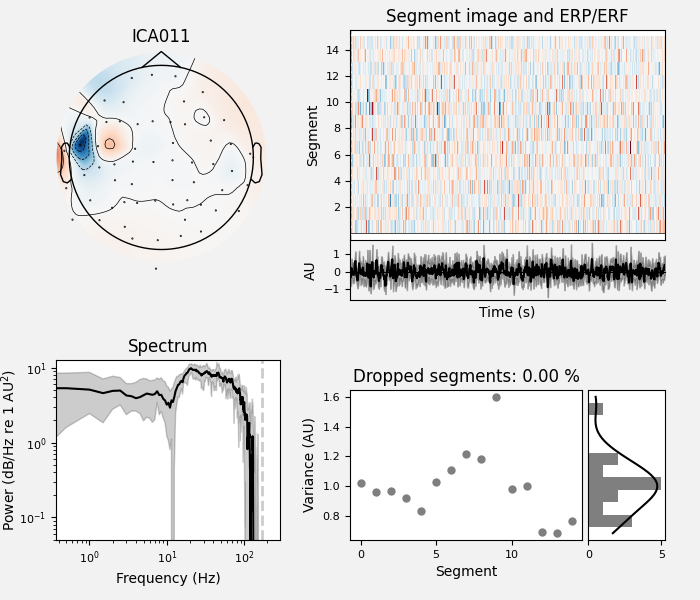 ICA011
Segment image and ERP/ERF
14
12
10
8
6
4
2
Segment
1
0
−1
AU
Time (s)
Spectrum
10¹
10⁰
10⁻¹
Power (dB/Hz re 1 AU²)
10⁰ 10¹ 10²
Frequency (Hz)
Dropped segments: 0.00 %
1.6
1.4
1.2
1.0
0.8
Variance (AU)
0 5 10
Segment
0 5